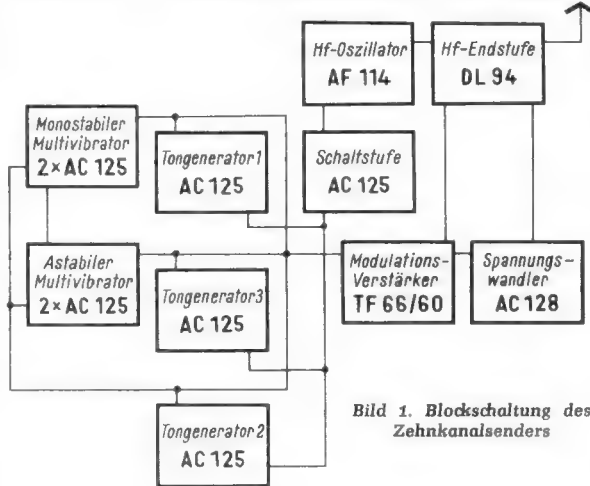 Hf-Oszillator
AF 114
Hf-Endstufe
DL 94
Monostabiler
Multivibrator
2×AC 125
Tongenerator 1
AC 125
Schaltstufe
AC 125
Astabiler
Multivibrator
2×AC 125
Tongenerator 3
AC 125
Modulations-
Verstärker
TF 66/60
Spannungs-
wandler
AC 128
Tongenerator 2
AC 125
Bild 1. Blockschaltung des
Zehnkanalsenders